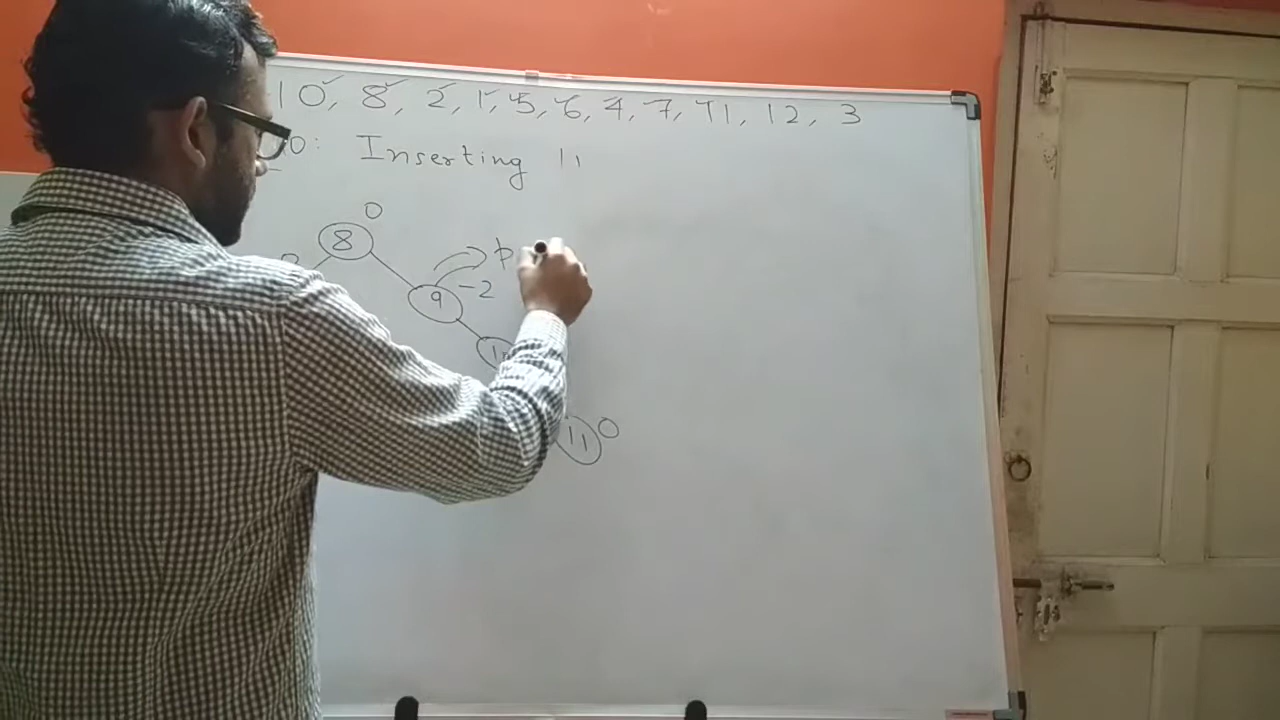 10, 8, 2, 1, 5, 6, 4, 7, 11, 12, 3
0: Inserting 11
0
8
p
9 -2
11 0